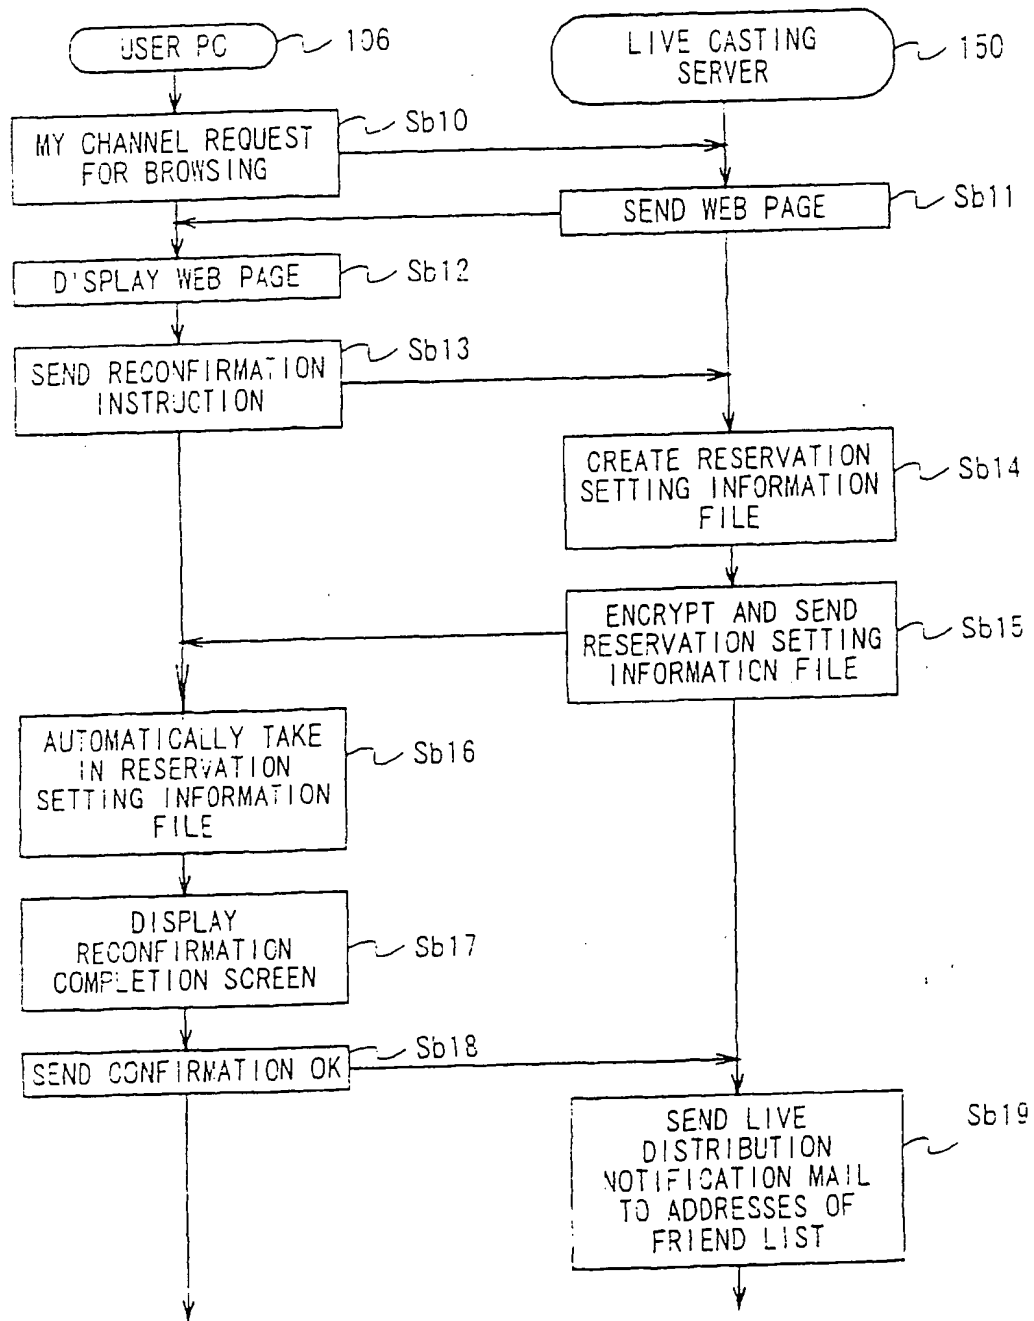 USER PC
106
LIVE CASTING
SERVER
150
MY CHANNEL REQUEST
FOR BROWSING
Sb10
SEND WEB PAGE
Sb11
DISPLAY WEB PAGE
Sb12
SEND RECONFIRMATION
INSTRUCTION
Sb13
CREATE RESERVATION
SETTING INFORMATION
FILE
Sb14
ENCRYPT AND SEND
RESERVATION SETTING
INFORMATION FILE
Sb15
AUTOMATICALLY TAKE
IN RESERVATION
SETTING INFORMATION
FILE
Sb16
DISPLAY
RECONFIRMATION
COMPLETION SCREEN
Sb17
SEND CONFIRMATION OK
Sb18
SEND LIVE
DISTRIBUTION
NOTIFICATION MAIL
TO ADDRESSES OF
FRIEND LIST
Sb19